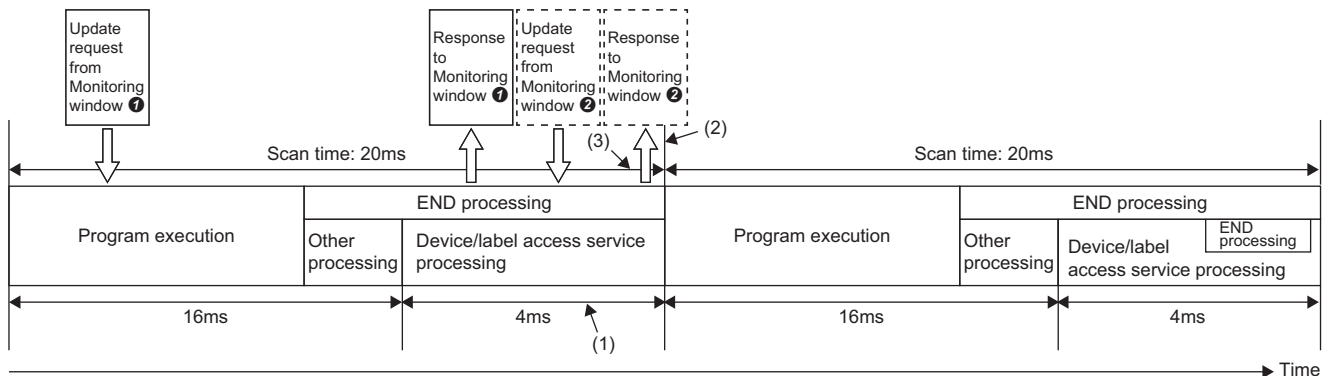 Update
request
from
Monitoring
window ❶
Response
to
Monitoring
window ❶
Update
request
from
Monitoring
window ❷
Response
to
Monitoring
window ❷
(3)
(2)
Scan time: 20ms
Scan time: 20ms
Program execution
END processing
Other
processing
Device/label access service
processing
Program execution
END processing
Other
processing
Device/label
access service processing
END
processing
16ms
4ms
(1)
16ms
4ms
Time